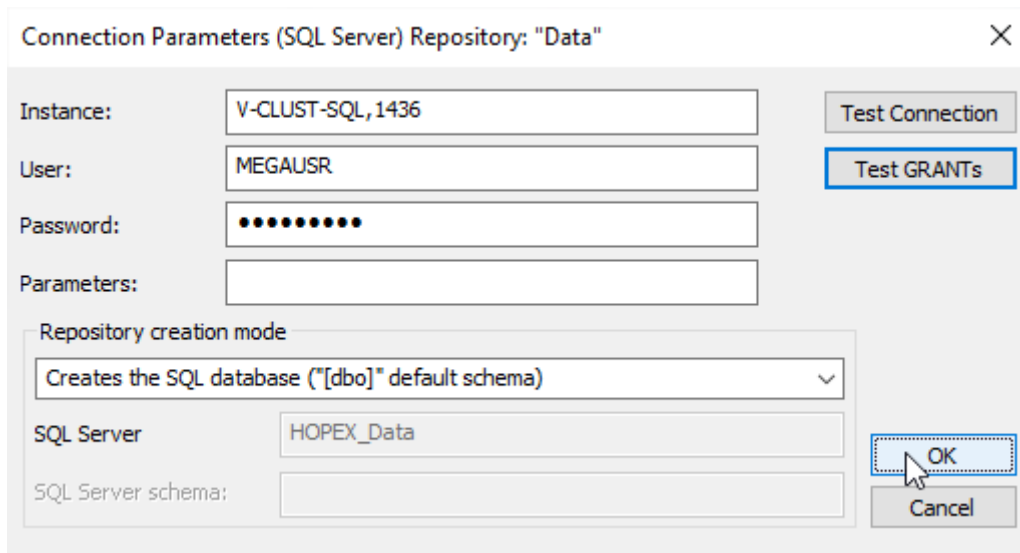 Connection Parameters (SQL Server) Repository: "Data"
Instance: V-CLUST-SQL,1436 Test Connection
User: MEGAUSR Test GRANTs
Password: •••••••••
Parameters:
Repository creation mode
Creates the SQL database ("[dbo]" default schema)
SQL Server HOPEX_Data
OK
SQL Server schema:
Cancel